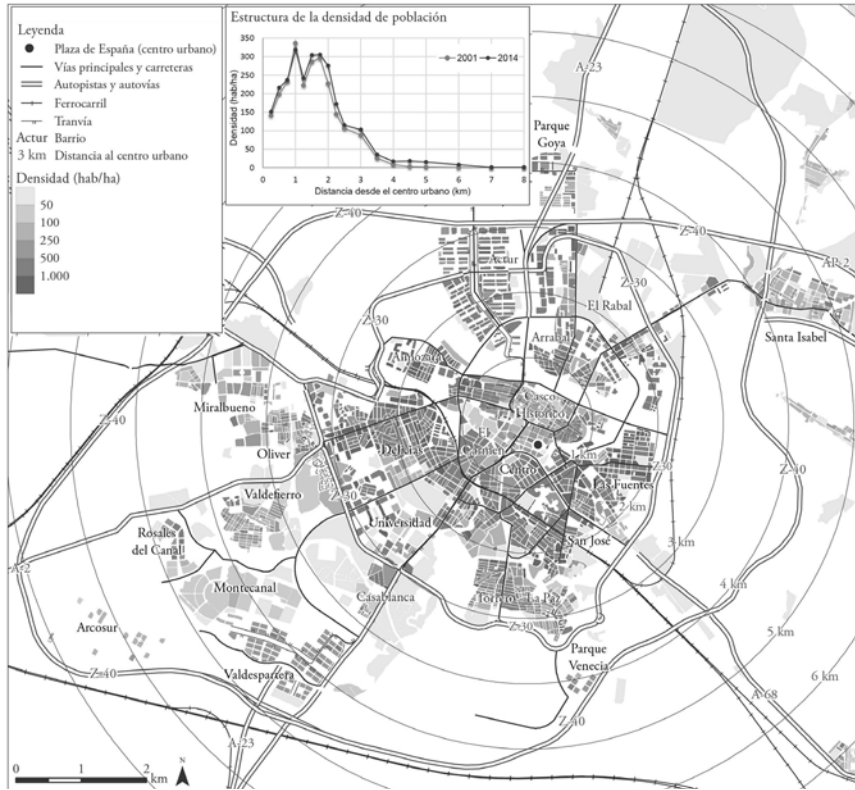 Leyenda
Plaza de España (centro urbano)
Vías principales y carreteras
Autopistas y autovías
Ferrocarril
Tranvía
Actur Barrio
3 km Distancia al centro urbano
Densidad (hab/ha)
50
100
250
500
1.000
Estructura de la densidad de población
Densidad (hab/ha)
350
300
250
200
150
100
50
0
2001 2014
0 1 2 3 4 5 6 7 8
Distancia desde el centro urbano (km)
A-23
Parque
Goya
Z-40
Z-40
AP-2
Actur
Z-30
El Rabal
Z-30
Arrabal
Santa Isabel
Almozara
Miralbueno
Casco
Histórico
Z-40
Oliver
Delicias
El
Carmen
Centro
1 km
Las Fuentes
Z-30
Z-40
Valdefierro
Z-30
2 km
Universidad
Rosales
del Canal
San José
3 km
A-2
Montecanal
Casablanca
Torrero - La Paz
4 km
Arcosur
Z-30
5 km
Parque
Venecia
Z-40
Valdespartera
6 km
A-68
Z-40
A-23
0 1 2
km
N